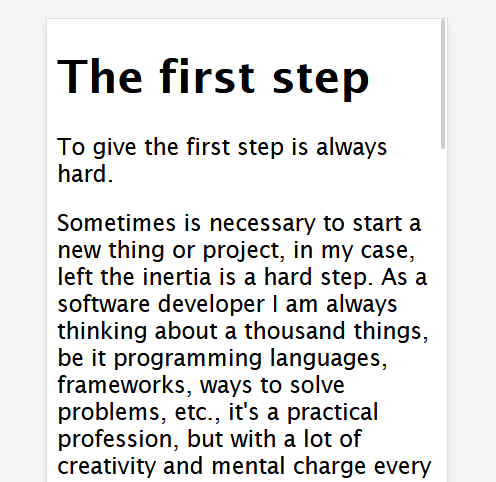 The first step
To give the first step is always
hard.
Sometimes is necessary to start a
new thing or project, in my case,
left the inertia is a hard step. As a
software developer I am always
thinking about a thousand things,
be it programming languages,
frameworks, ways to solve
problems, etc., it's a practical
profession, but with a lot of
creativity and mental charge every